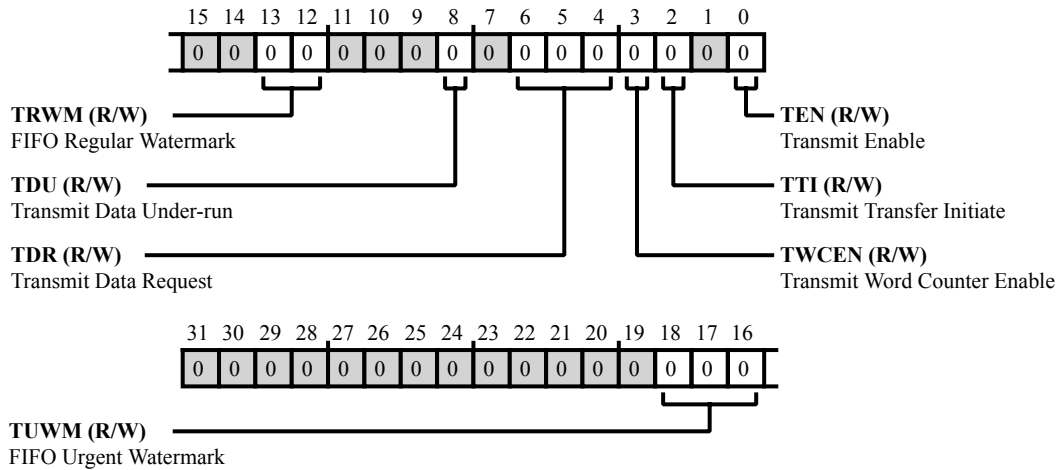 15 14 13 12 11 10 9 8 7 6 5 4 3 2 1 0
0 0 0 0 0 0 0 0 0 0 0 0 0 0 0 0
TRWM (R/W)
FIFO Regular Watermark
TDU (R/W)
Transmit Data Under-run
TDR (R/W)
Transmit Data Request
TEN (R/W)
Transmit Enable
TTI (R/W)
Transmit Transfer Initiate
TWCEN (R/W)
Transmit Word Counter Enable
31 30 29 28 27 26 25 24 23 22 21 20 19 18 17 16
0 0 0 0 0 0 0 0 0 0 0 0 0 0 0 0
TUWM (R/W)
FIFO Urgent Watermark